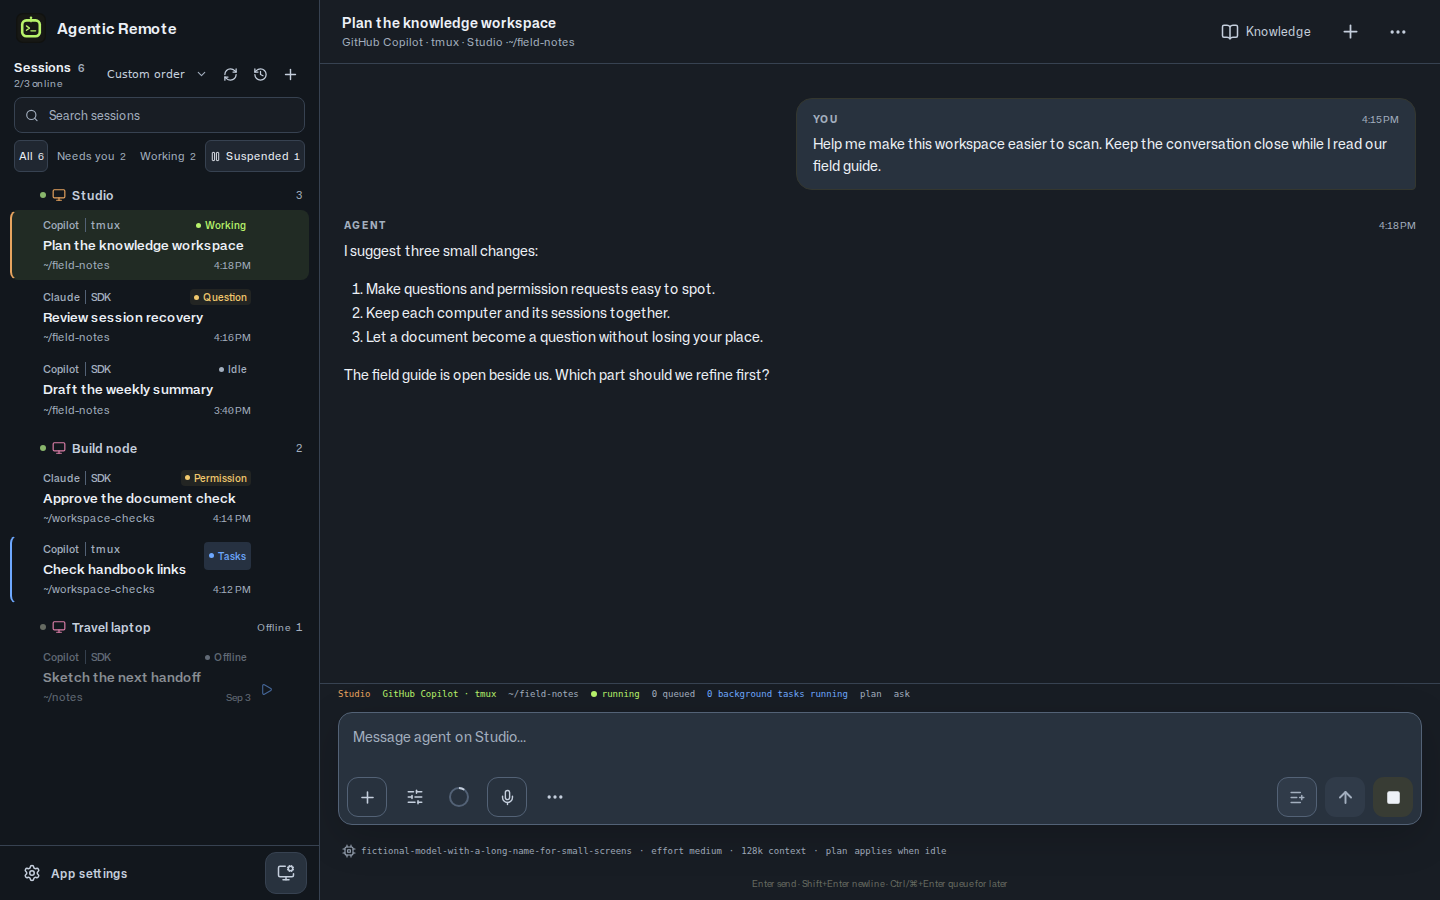 Agentic Remote
Sessions 6
2/3 online
Custom order
Search sessions
All 6
Needs you 2
Working 2
Suspended 1
Studio 3
Copilot | tmux
Working
Plan the knowledge workspace
~/field-notes
4:18 PM
Claude | SDK
Question
Review session recovery
~/field-notes
4:16 PM
Copilot | SDK
Idle
Draft the weekly summary
~/field-notes
3:40 PM
Build node 2
Claude | SDK
Permission
Approve the document check
~/workspace-checks
4:14 PM
Copilot | tmux
Tasks
Check handbook links
~/workspace-checks
4:12 PM
Travel laptop
Offline 1
Copilot | SDK
Offline
Sketch the next handoff
~/notes
Sep 3
App settings
Plan the knowledge workspace
GitHub Copilot · tmux · Studio · ~/field-notes
Knowledge
YOU
4:15 PM
Help me make this workspace easier to scan. Keep the conversation close while I read our
field guide.
AGENT
4:18 PM
I suggest three small changes:
1. Make questions and permission requests easy to spot.
2. Keep each computer and its sessions together.
3. Let a document become a question without losing your place.
The field guide is open beside us. Which part should we refine first?
Studio GitHub Copilot · tmux ~/field-notes running 0 queued 0 background tasks running plan ask
Message agent on Studio...
fictional-model-with-a-long-name-for-small-screens · effort medium · 128k context · plan applies when idle
Enter send · Shift+Enter newline · Ctrl/⌘+Enter queue for later